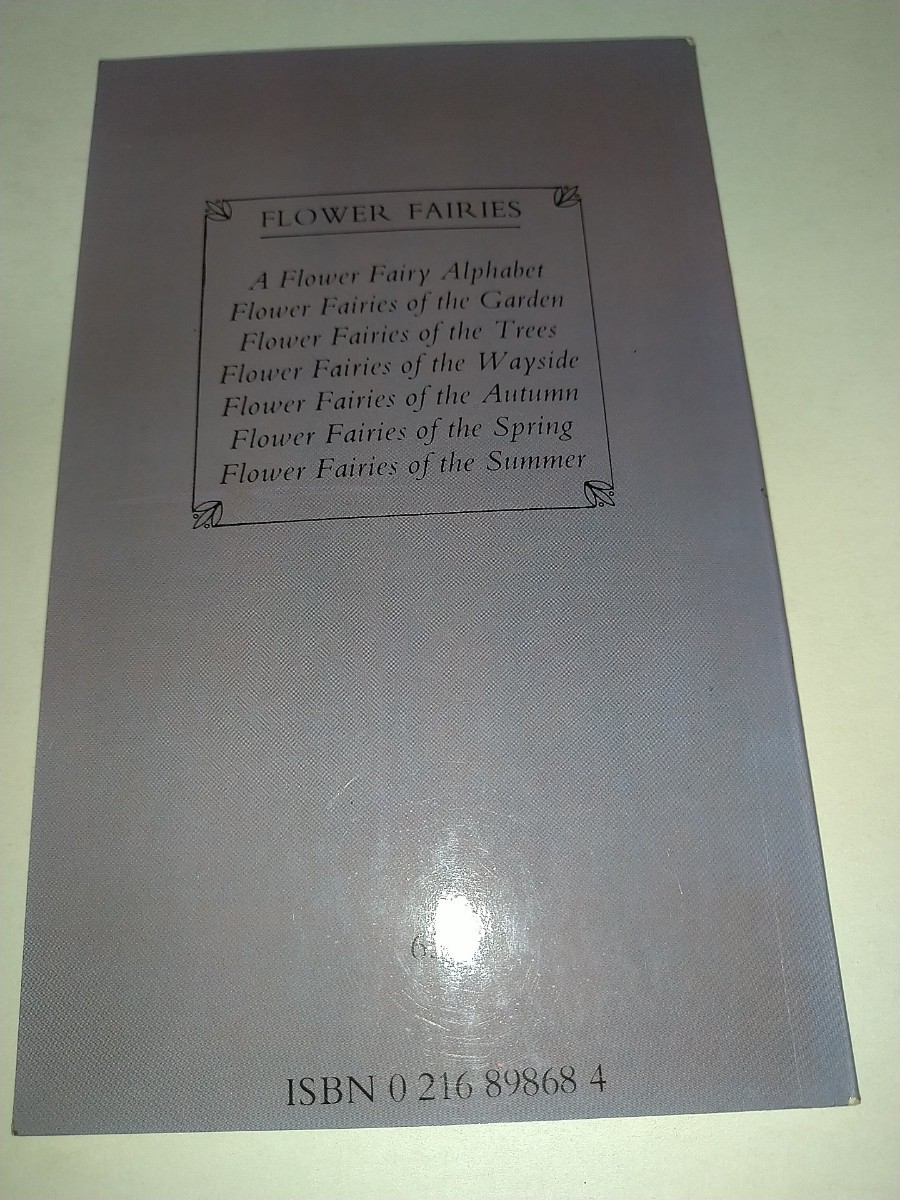 FLOWER FAIRIES
A Flower Fairy Alphabet
Flower Fairies of the Garden
Flower Fairies of the Trees
Flower Fairies of the Wayside
Flower Fairies of the Autumn
Flower Fairies of the Spring
Flower Fairies of the Summer
ISBN 0 216 89868 4